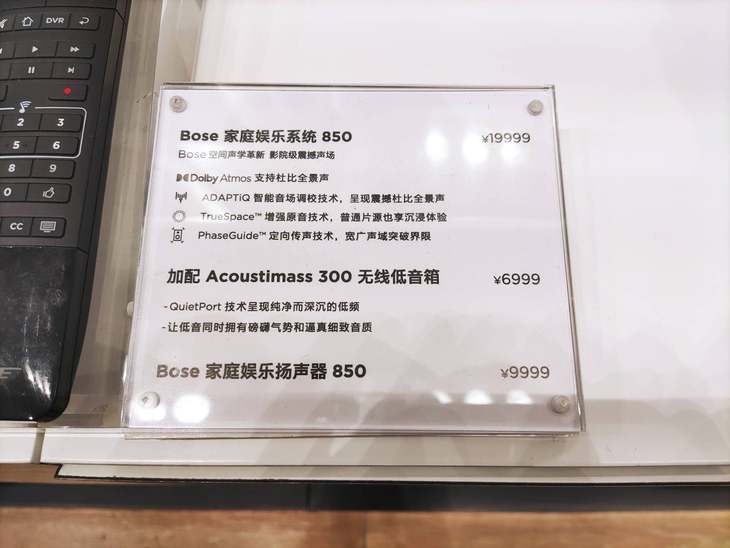 DVR
2
3
5
6
8
9
0
CC
Bose 家庭娱乐系统 850 ¥19999
Bose 空间声学革新 影院级震撼声场
Dolby Atmos 支持杜比全景声
ADAPTiQ 智能音场调校技术，呈现震撼杜比全景声
TrueSpace™ 增强原音技术，普通片源也享沉浸体验
PhaseGuide™ 定向传声技术，宽广声域突破界限
加配 Acoustimass 300 无线低音箱 ¥6999
-QuietPort 技术呈现纯净而深沉的低频
-让低音同时拥有磅礴气势和逼真细致音质
Bose 家庭娱乐扬声器 850 ¥9999